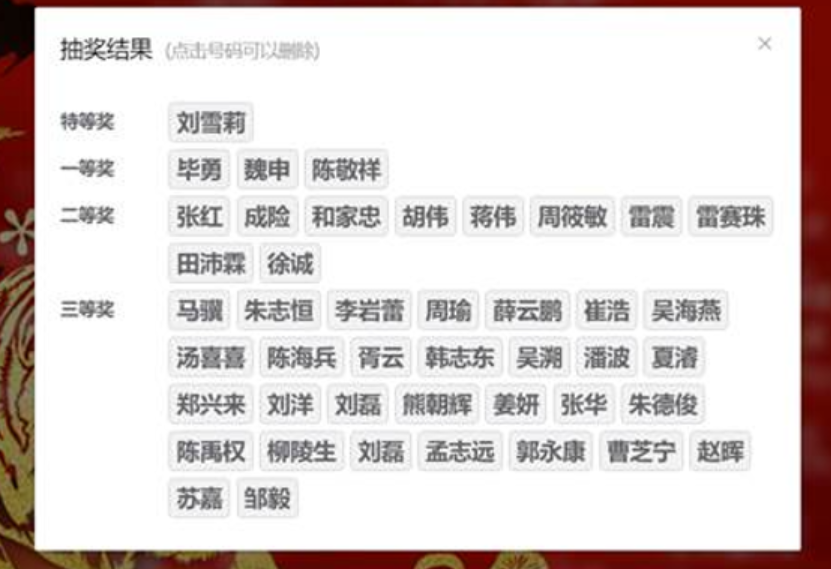 抽奖结果 (点击号码可以删除) ×
特等奖 刘雪莉
一等奖 毕勇 魏申 陈敬祥
二等奖 张红 成险 和家忠 胡伟 蒋伟 周筱敏 雷震 雷赛珠
田沛霖 徐诚
三等奖 马骥 朱志恒 李岩蕾 周瑜 薛云鹏 崔浩 吴海燕
汤喜喜 陈海兵 胥云 韩志东 吴溯 潘波 夏濬
郑兴来 刘洋 刘磊 熊朝辉 姜妍 张华 朱德俊
陈禹权 柳陵生 刘磊 孟志远 郭永康 曹芝宁 赵晖
苏嘉 邹毅